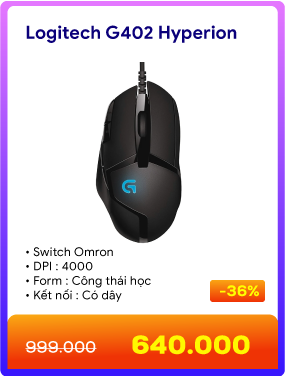 Logitech G402 Hyperion
• Switch Omron
• DPI : 4000
• Form : Công thái học
• Kết nối : Có dây
-36%
999.000 640.000